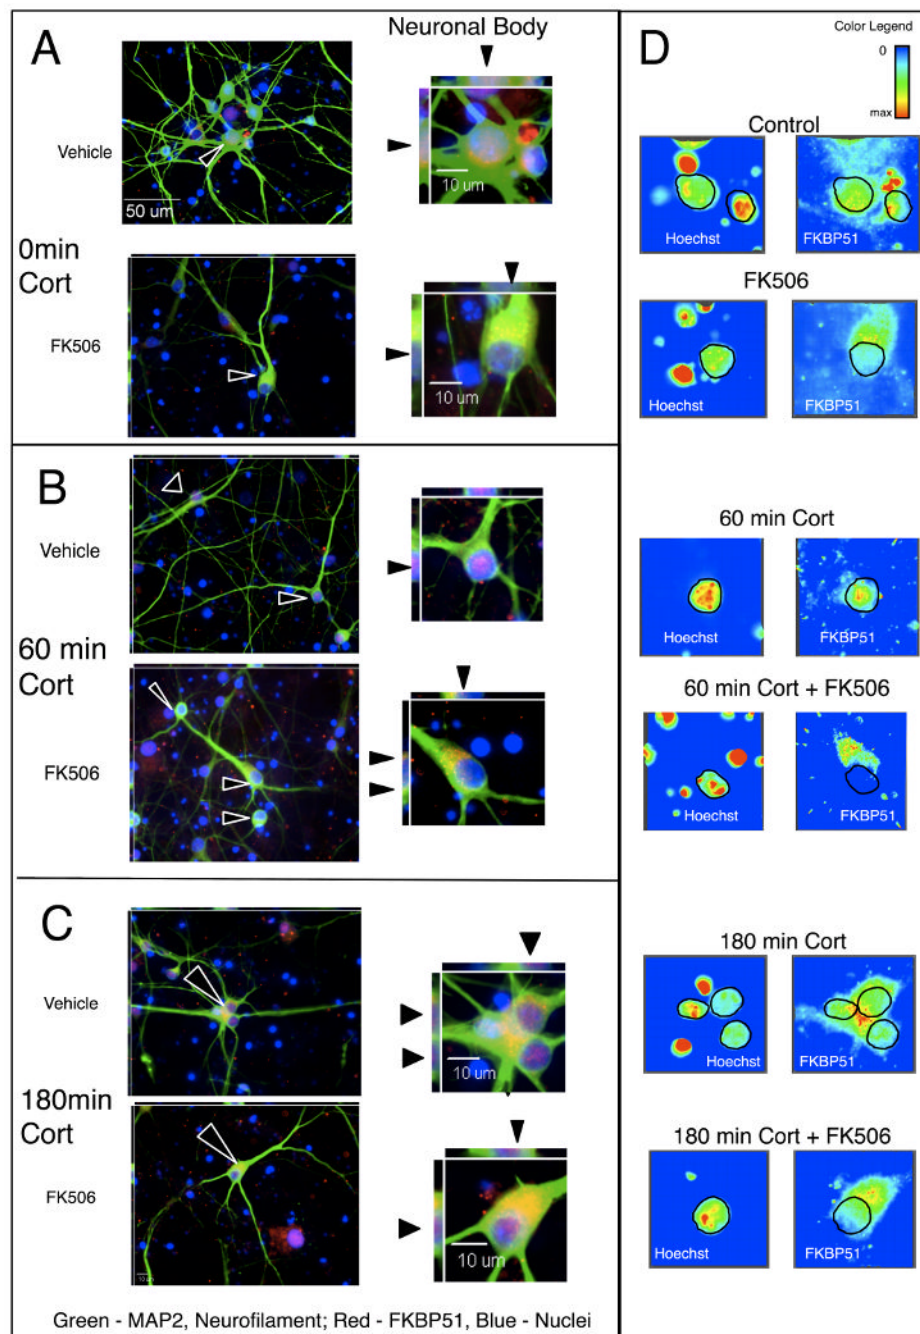 A
Neuronal Body
Vehicle
50 um
10 um
0min
Cort
FK506
10 um
B
Vehicle
60 min
Cort
FK506
C
Vehicle
10 um
180min
Cort
FK506
10 um
Green - MAP2, Neurofilament; Red - FKBP51, Blue - Nuclei
D
Color Legend
0
max
Control
Hoechst
FKBP51
FK506
Hoechst
FKBP51
60 min Cort
Hoechst
FKBP51
60 min Cort + FK506
Hoechst
FKBP51
180 min Cort
Hoechst
FKBP51
180 min Cort + FK506
Hoechst
FKBP51